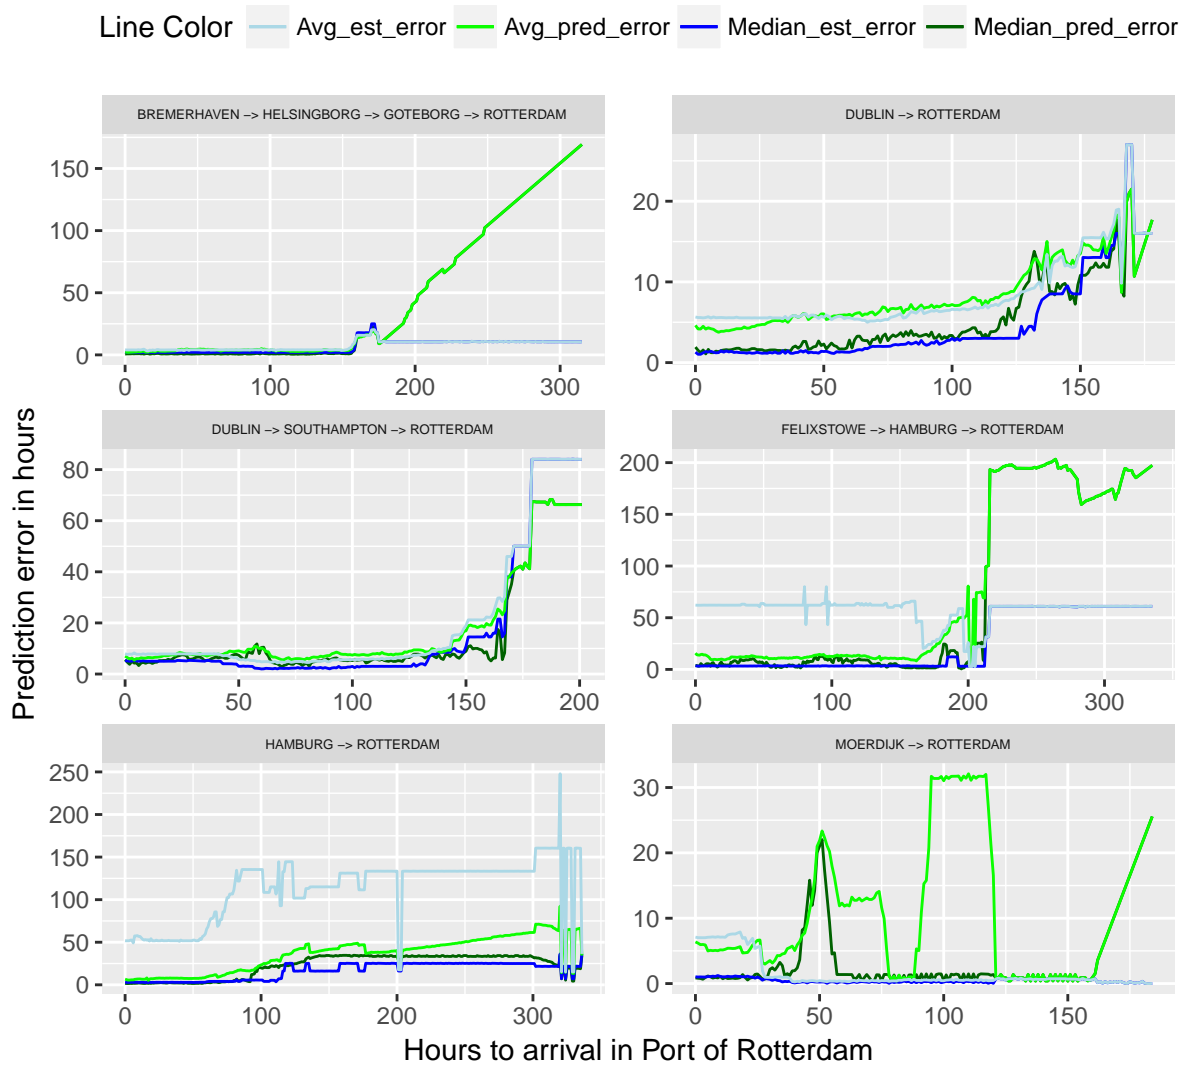 Line Color Avg_est_error Avg_pred_error Median_est_error Median_pred_error
BREMERHAVEN −> HELSINGBORG −> GOTEBORG −> ROTTERDAM
150
100
50
0
0 100 200 300
DUBLIN −> ROTTERDAM
20
10
0
0 50 100 150
DUBLIN −> SOUTHAMPTON −> ROTTERDAM
80
60
40
20
0
0 50 100 150 200
FELIXSTOWE −> HAMBURG −> ROTTERDAM
200
150
100
50
0
0 100 200 300
HAMBURG −> ROTTERDAM
250
200
150
100
50
0
0 100 200 300
MOERDIJK −> ROTTERDAM
30
20
10
0
0 50 100 150
Prediction error in hours
Hours to arrival in Port of Rotterdam